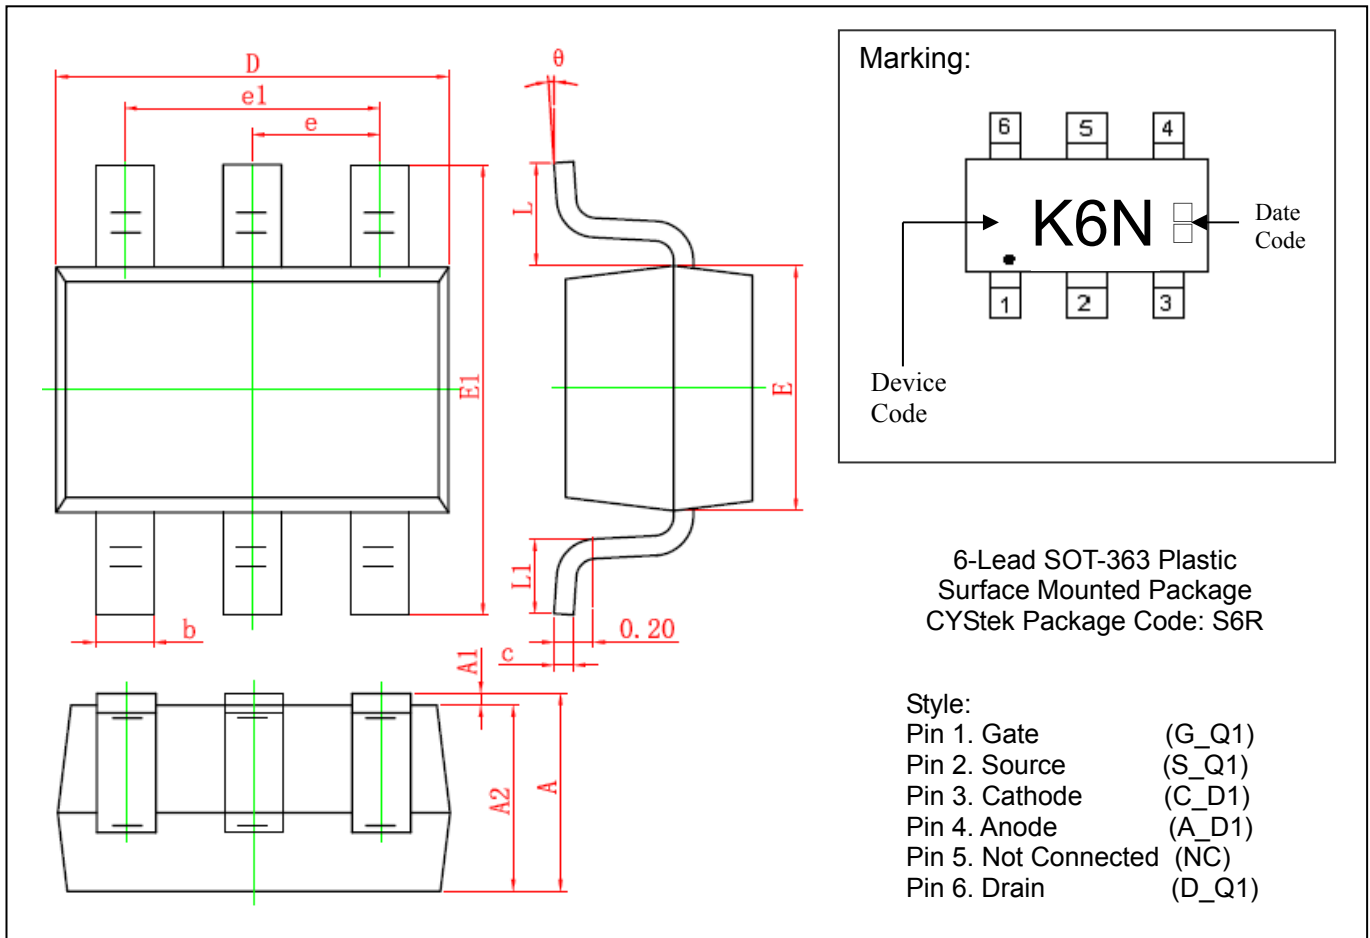 D
e1
e
E1
b
θ
L
E
L1
0.20
c
A1
A2
A
Marking:
6 5 4
K6N
1 2 3
Device
Code
Date
Code
6-Lead SOT-363 Plastic
Surface Mounted Package
CYStek Package Code: S6R
Style:
Pin 1. Gate (G_Q1)
Pin 2. Source (S_Q1)
Pin 3. Cathode (C_D1)
Pin 4. Anode (A_D1)
Pin 5. Not Connected (NC)
Pin 6. Drain (D_Q1)